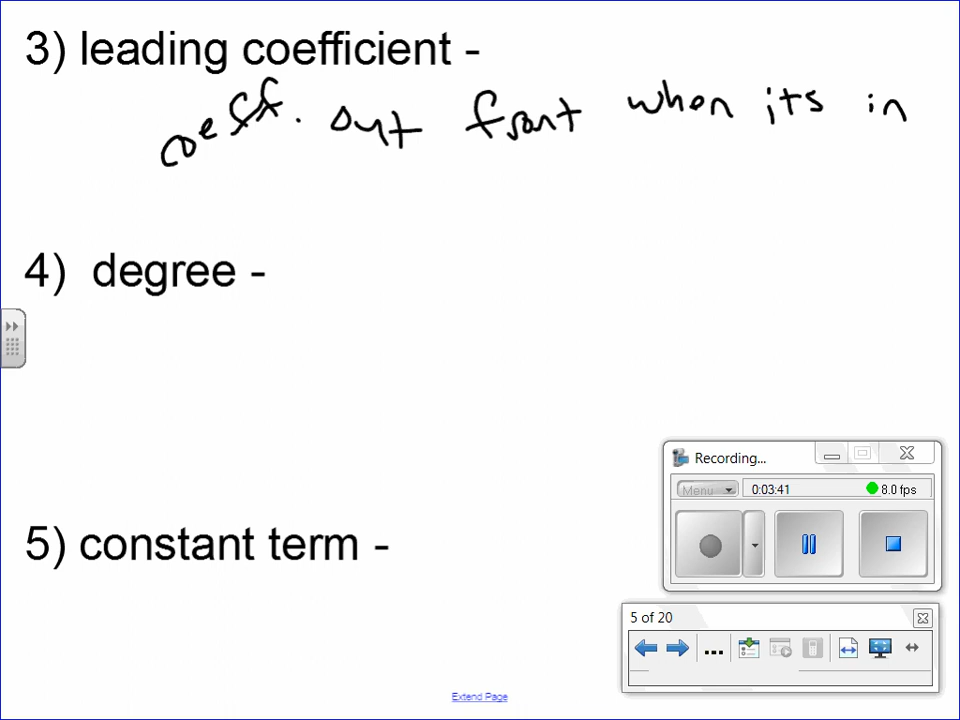 3) leading coefficient -
coeff. out front when its in
4) degree -
Recording...
Menu
0:03:41
8.0 fps
5) constant term -
5 of 20
...
Extend Page